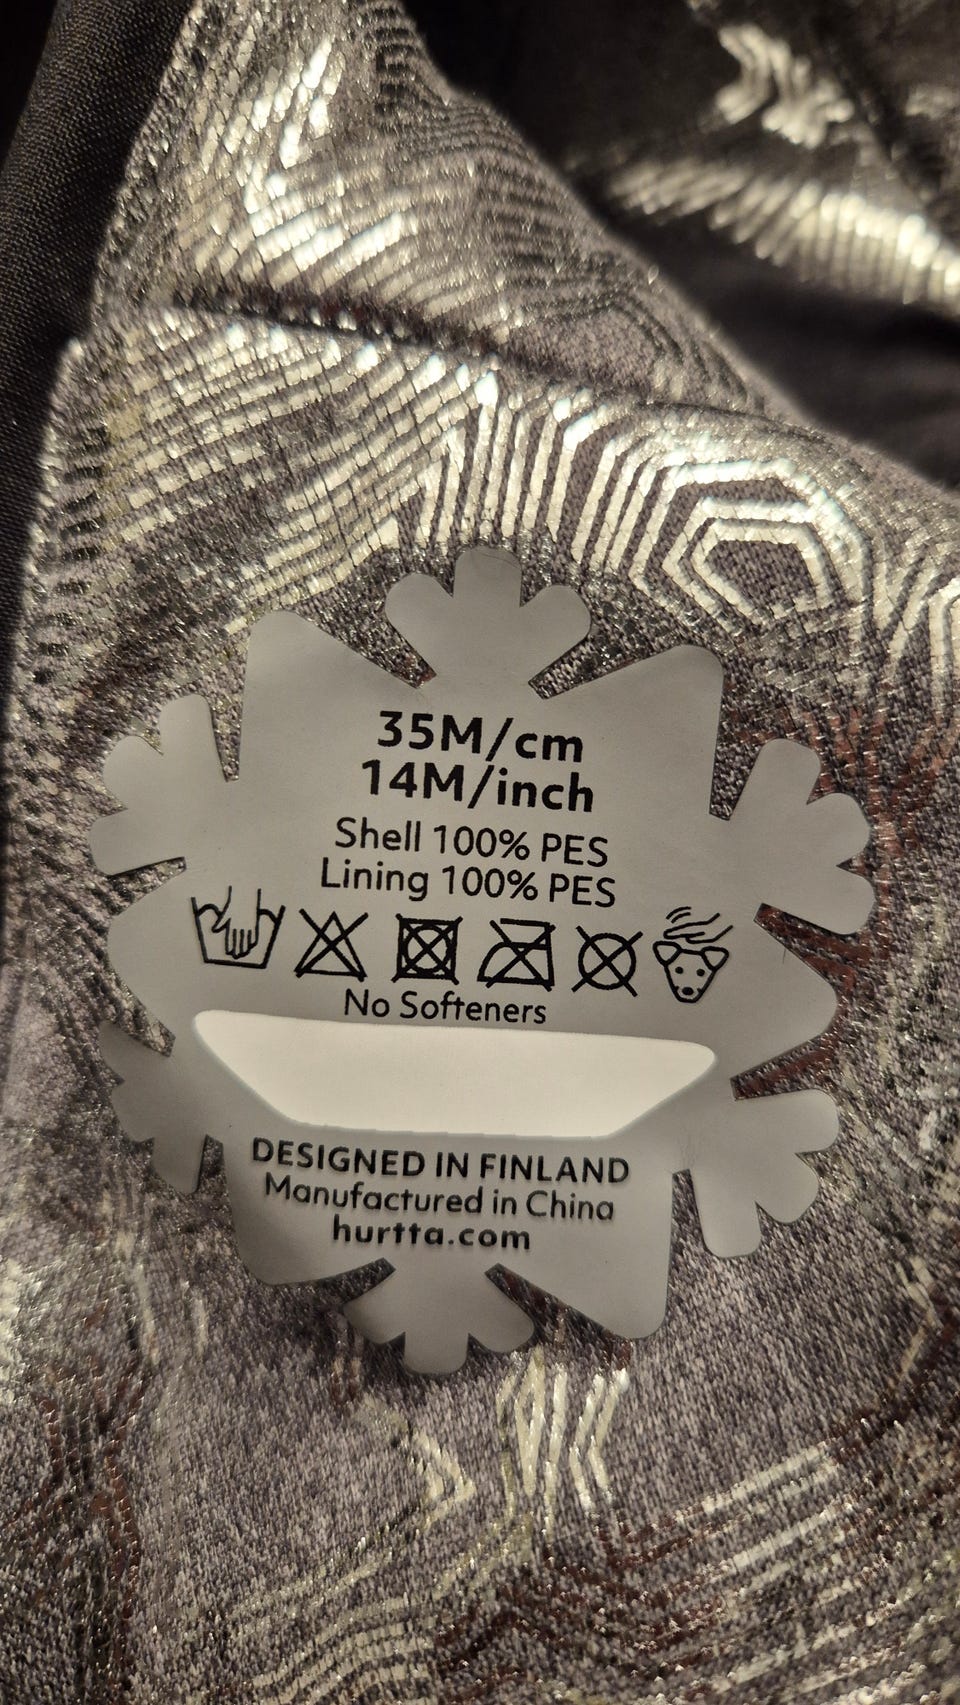 35M/cm
14M/inch
Shell 100% PES
Lining 100% PES
No Softeners
DESIGNED IN FINLAND
Manufactured in China
hurtta.com